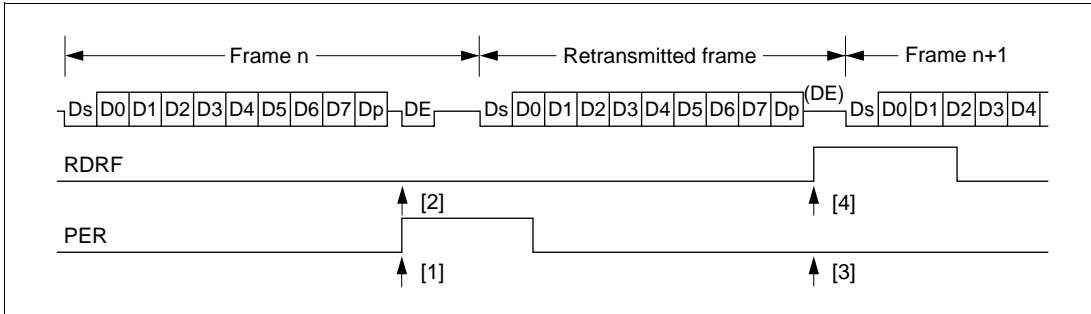 Frame n Retransmitted frame Frame n+1
Ds D0 D1 D2 D3 D4 D5 D6 D7 Dp DE Ds D0 D1 D2 D3 D4 D5 D6 D7 Dp (DE) Ds D0 D1 D2 D3 D4
RDRF
[2] [4]
PER
[1] [3]